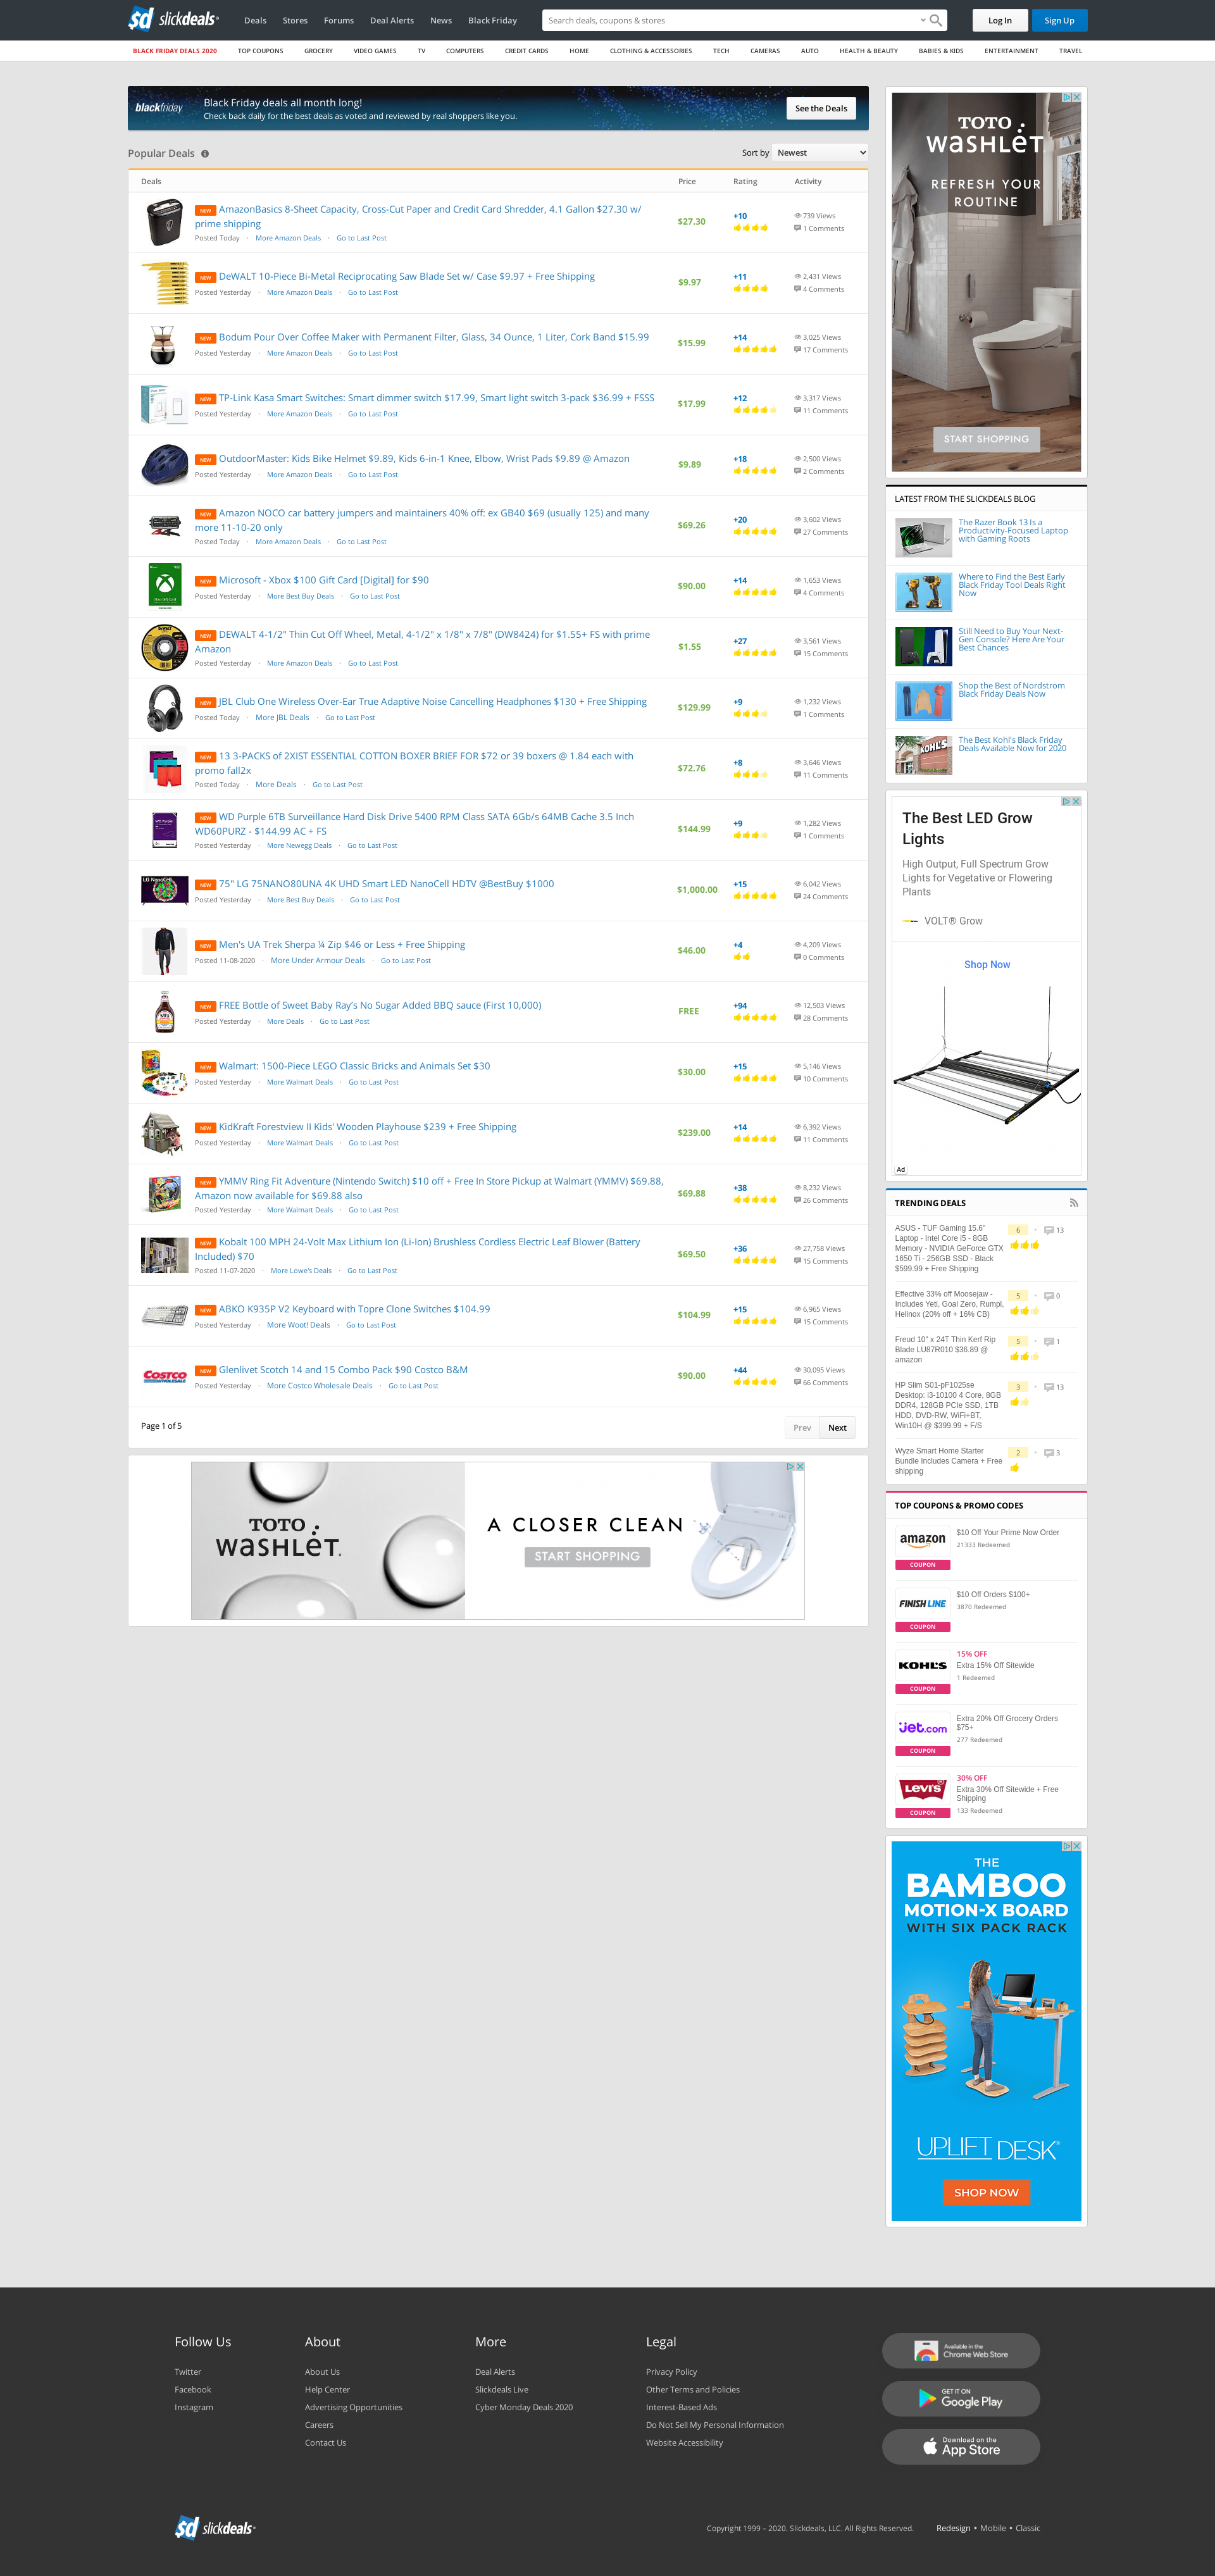 sd slickdeals
Deals Stores Forums Deal Alerts News Black Friday
Search deals, coupons & stores
Log In Sign Up
BLACK FRIDAY DEALS 2020 TOP COUPONS GROCERY VIDEO GAMES TV COMPUTERS CREDIT CARDS HOME CLOTHING & ACCESSORIES TECH CAMERAS AUTO HEALTH & BEAUTY BABIES & KIDS ENTERTAINMENT TRAVEL
blackfriday
Black Friday deals all month long!
Check back daily for the best deals as voted and reviewed by real shoppers like you.
See the Deals
Popular Deals
Sort by Newest
Deals Price Rating Activity
NEW AmazonBasics 8-Sheet Capacity, Cross-Cut Paper and Credit Card Shredder, 4.1 Gallon $27.30 w/
prime shipping
Posted Today · More Amazon Deals · Go to Last Post
$27.30
+10
739 Views
1 Comments
NEW DeWALT 10-Piece Bi-Metal Reciprocating Saw Blade Set w/ Case $9.97 + Free Shipping
Posted Yesterday · More Amazon Deals · Go to Last Post
$9.97
+11
2,431 Views
4 Comments
NEW Bodum Pour Over Coffee Maker with Permanent Filter, Glass, 34 Ounce, 1 Liter, Cork Band $15.99
Posted Yesterday · More Amazon Deals · Go to Last Post
$15.99
+14
3,025 Views
17 Comments
NEW TP-Link Kasa Smart Switches: Smart dimmer switch $17.99, Smart light switch 3-pack $36.99 + FSSS
Posted Yesterday · More Amazon Deals · Go to Last Post
$17.99
+12
3,317 Views
11 Comments
NEW OutdoorMaster: Kids Bike Helmet $9.89, Kids 6-in-1 Knee, Elbow, Wrist Pads $9.89 @ Amazon
Posted Yesterday · More Amazon Deals · Go to Last Post
$9.89
+18
2,500 Views
2 Comments
NEW Amazon NOCO car battery jumpers and maintainers 40% off: ex GB40 $69 (usually 125) and many
more 11-10-20 only
Posted Today · More Amazon Deals · Go to Last Post
$69.26
+20
3,602 Views
27 Comments
NEW Microsoft - Xbox $100 Gift Card [Digital] for $90
Posted Yesterday · More Best Buy Deals · Go to Last Post
$90.00
+14
1,653 Views
4 Comments
NEW DEWALT 4-1/2" Thin Cut Off Wheel, Metal, 4-1/2" x 1/8" x 7/8" (DW8424) for $1.55+ FS with prime
Amazon
Posted Yesterday · More Amazon Deals · Go to Last Post
$1.55
+27
3,561 Views
15 Comments
NEW JBL Club One Wireless Over-Ear True Adaptive Noise Cancelling Headphones $130 + Free Shipping
Posted Today · More JBL Deals · Go to Last Post
$129.99
+9
1,232 Views
1 Comments
NEW 13 3-PACKS of 2XIST ESSENTIAL COTTON BOXER BRIEF FOR $72 or 39 boxers @ 1.84 each with
promo fall2x
Posted Today · More Deals · Go to Last Post
$72.76
+8
3,646 Views
11 Comments
NEW WD Purple 6TB Surveillance Hard Disk Drive 5400 RPM Class SATA 6Gb/s 64MB Cache 3.5 Inch
WD60PURZ - $144.99 AC + FS
Posted Yesterday · More Newegg Deals · Go to Last Post
$144.99
+9
1,282 Views
1 Comments
LG NanoCell
NEW 75" LG 75NANO80UNA 4K UHD Smart LED NanoCell HDTV @BestBuy $1000
Posted Yesterday · More Best Buy Deals · Go to Last Post
$1,000.00
+15
6,042 Views
24 Comments
NEW Men's UA Trek Sherpa ¼ Zip $46 or Less + Free Shipping
Posted 11-08-2020 · More Under Armour Deals · Go to Last Post
$46.00
+4
4,209 Views
0 Comments
NEW FREE Bottle of Sweet Baby Ray's No Sugar Added BBQ sauce (First 10,000)
Posted Yesterday · More Deals · Go to Last Post
FREE
+94
12,503 Views
28 Comments
NEW Walmart: 1500-Piece LEGO Classic Bricks and Animals Set $30
Posted Yesterday · More Walmart Deals · Go to Last Post
$30.00
+15
5,146 Views
10 Comments
NEW KidKraft Forestview II Kids' Wooden Playhouse $239 + Free Shipping
Posted Yesterday · More Walmart Deals · Go to Last Post
$239.00
+14
6,392 Views
11 Comments
NEW YMMV Ring Fit Adventure (Nintendo Switch) $10 off + Free In Store Pickup at Walmart (YMMV) $69.88,
Amazon now available for $69.88 also
Posted Yesterday · More Walmart Deals · Go to Last Post
$69.88
+38
8,232 Views
26 Comments
NEW Kobalt 100 MPH 24-Volt Max Lithium Ion (Li-Ion) Brushless Cordless Electric Leaf Blower (Battery
Included) $70
Posted 11-07-2020 · More Lowe's Deals · Go to Last Post
$69.50
+36
27,758 Views
15 Comments
NEW ABKO K935P V2 Keyboard with Topre Clone Switches $104.99
Posted Yesterday · More Woot! Deals · Go to Last Post
$104.99
+15
6,965 Views
15 Comments
COSTCO
WHOLESALE
NEW Glenlivet Scotch 14 and 15 Combo Pack $90 Costco B&M
Posted Yesterday · More Costco Wholesale Deals · Go to Last Post
$90.00
+44
30,095 Views
66 Comments
Page 1 of 5
Prev Next
TOTO
WASHLET
A CLOSER CLEAN
START SHOPPING
TOTO
WASHLET
REFRESH YOUR
ROUTINE
START SHOPPING
LATEST FROM THE SLICKDEALS BLOG
The Razer Book 13 Is a
Productivity-Focused Laptop
with Gaming Roots
Where to Find the Best Early
Black Friday Tool Deals Right
Now
Still Need to Buy Your Next-
Gen Console? Here Are Your
Best Chances
Shop the Best of Nordstrom
Black Friday Deals Now
KOHL'S
The Best Kohl's Black Friday
Deals Available Now for 2020
The Best LED Grow
Lights
High Output, Full Spectrum Grow
Lights for Vegetative or Flowering
Plants
VOLT® Grow
Shop Now
Ad
TRENDING DEALS
ASUS - TUF Gaming 15.6"
Laptop - Intel Core i5 - 8GB
Memory - NVIDIA GeForce GTX
1650 Ti - 256GB SSD - Black
$599.99 + Free Shipping
6 · 13
Effective 33% off Moosejaw -
Includes Yeti, Goal Zero, Rumpl,
Helinox (20% off + 16% CB)
5 · 0
Freud 10" x 24T Thin Kerf Rip
Blade LU87R010 $36.89 @
amazon
5 · 1
HP Slim S01-pF1025se
Desktop: i3-10100 4 Core, 8GB
DDR4, 128GB PCIe SSD, 1TB
HDD, DVD-RW, WiFi+BT,
Win10H @ $399.99 + F/S
3 · 13
Wyze Smart Home Starter
Bundle Includes Camera + Free
shipping
2 · 3
TOP COUPONS & PROMO CODES
amazon
COUPON
$10 Off Your Prime Now Order
21333 Redeemed
FINISH LINE
COUPON
$10 Off Orders $100+
3870 Redeemed
KOHL'S
COUPON
15% OFF
Extra 15% Off Sitewide
1 Redeemed
jet.com
COUPON
Extra 20% Off Grocery Orders
$75+
277 Redeemed
LEVI'S
COUPON
30% OFF
Extra 30% Off Sitewide + Free
Shipping
133 Redeemed
THE
BAMBOO
MOTION-X BOARD
WITH SIX PACK RACK
UPLIFT DESK®
SHOP NOW
Follow Us
Twitter
Facebook
Instagram
About
About Us
Help Center
Advertising Opportunities
Careers
Contact Us
More
Deal Alerts
Slickdeals Live
Cyber Monday Deals 2020
Legal
Privacy Policy
Other Terms and Policies
Interest-Based Ads
Do Not Sell My Personal Information
Website Accessibility
Available in the
Chrome Web Store
GET IT ON
Google Play
Download on the
App Store
sd slickdeals
Copyright 1999 – 2020. Slickdeals, LLC. All Rights Reserved.
Redesign • Mobile • Classic